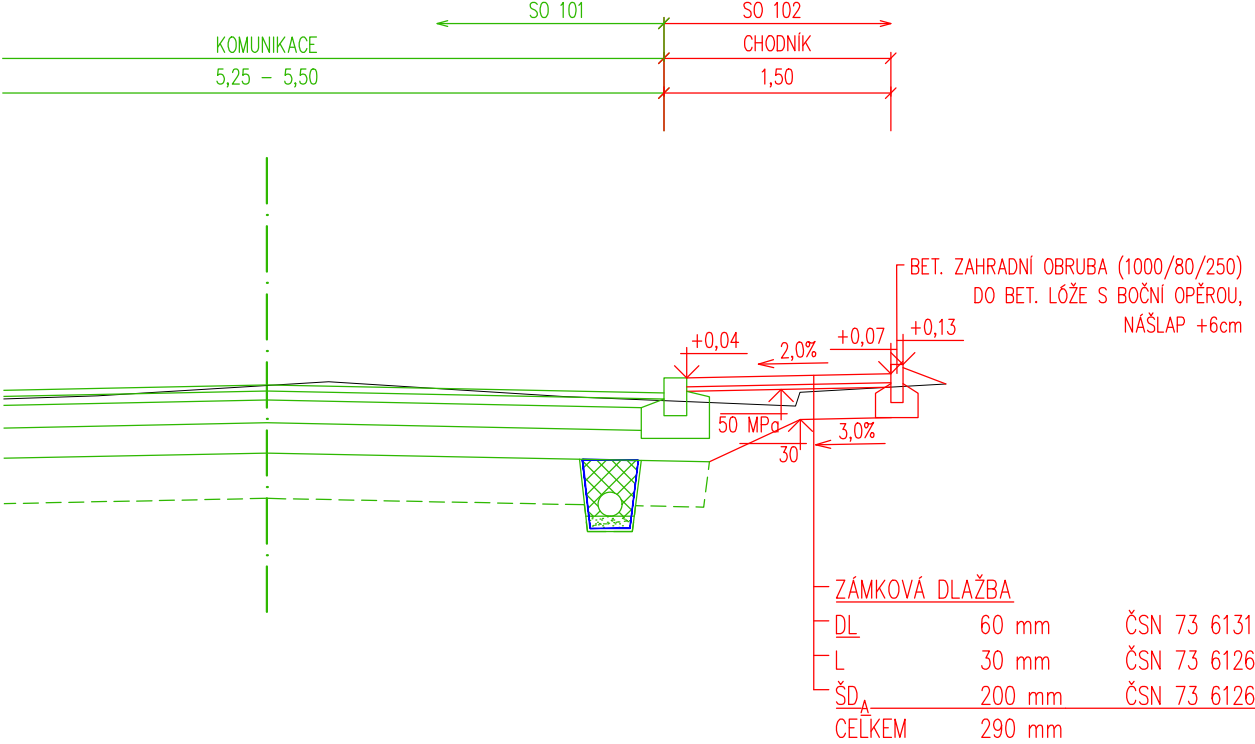 SO 101
SO 102
KOMUNIKACE
CHODNÍK
5,25 – 5,50
1,50
BET. ZAHRADNÍ OBRUBA (1000/80/250)
DO BET. LÓŽE S BOČNÍ OPĚROU,
NÁŠLAP +6cm
+0,04
2,0%
+0,07
+0,13
50 MPa
30
3,0%
ZÁMKOVÁ DLAŽBA
DL 60 mm ČSN 73 6131
L 30 mm ČSN 73 6126
ŠDA 200 mm ČSN 73 6126
CELKEM 290 mm